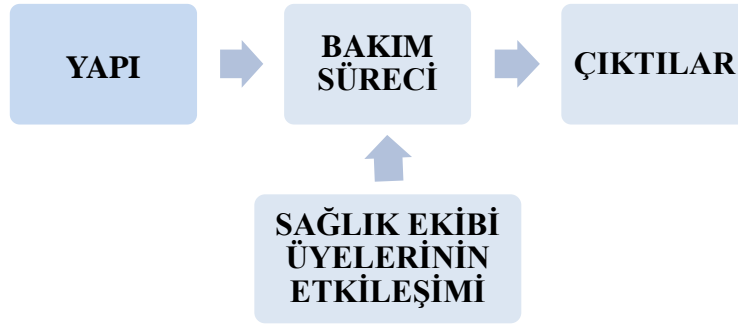 YAPI
BAKIM
SÜRECİ
ÇIKTILAR
SAĞLIK EKİBİ
ÜYELERİNİN
ETKİLEŞİMİ